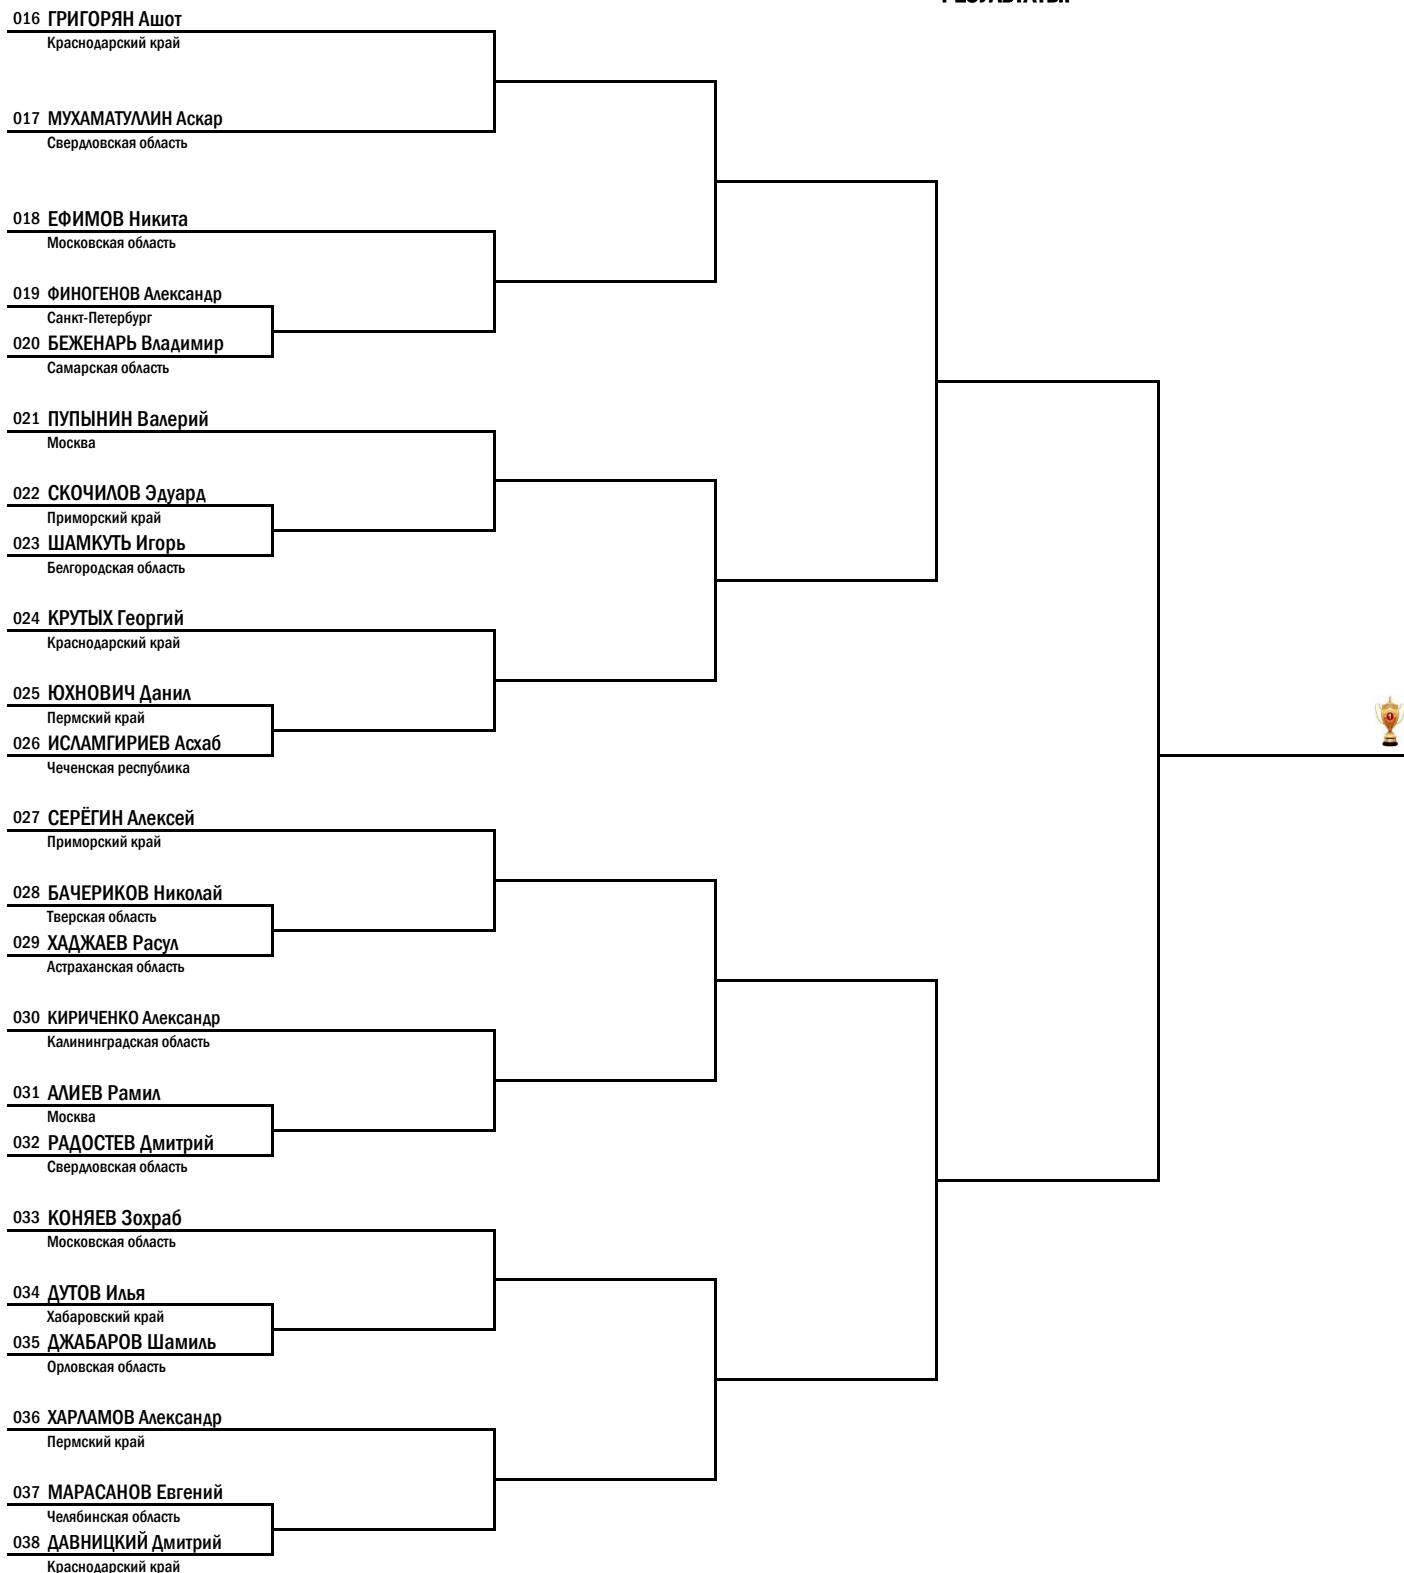 РЕЗУЛЬТАТЫ:
016 ГРИГОРЯН Ашот
Краснодарский край
017 МУХАМАТУЛЛИН Аскар
Свердловская область
018 ЕФИМОВ Никита
Московская область
019 ФИНОГЕНОВ Александр
Санкт-Петербург
020 БЕЖЕНАРЬ Владимир
Самарская область
021 ПУПЫНИН Валерий
Москва
022 СКОЧИЛОВ Эдуард
Приморский край
023 ШАМКУТЬ Игорь
Белгородская область
024 КРУТЫХ Георгий
Краснодарский край
025 ЮХНОВИЧ Данил
Пермский край
026 ИСЛАМГИРИЕВ Асхаб
Чеченская республика
027 СЕРЁГИН Алексей
Приморский край
028 БАЧЕРИКОВ Николай
Тверская область
029 ХАДЖАЕВ Расул
Астраханская область
030 КИРИЧЕНКО Александр
Калининградская область
031 АЛИЕВ Рамил
Москва
032 РАДОСТЕВ Дмитрий
Свердловская область
033 КОНЯЕВ Зохраб
Московская область
034 ДУТОВ Илья
Хабаровский край
035 ДЖАБАРОВ Шамиль
Орловская область
036 ХАРЛАМОВ Александр
Пермский край
037 МАРАСАНОВ Евгений
Челябинская область
038 ДАВНИЦКИЙ Дмитрий
Краснодарский край